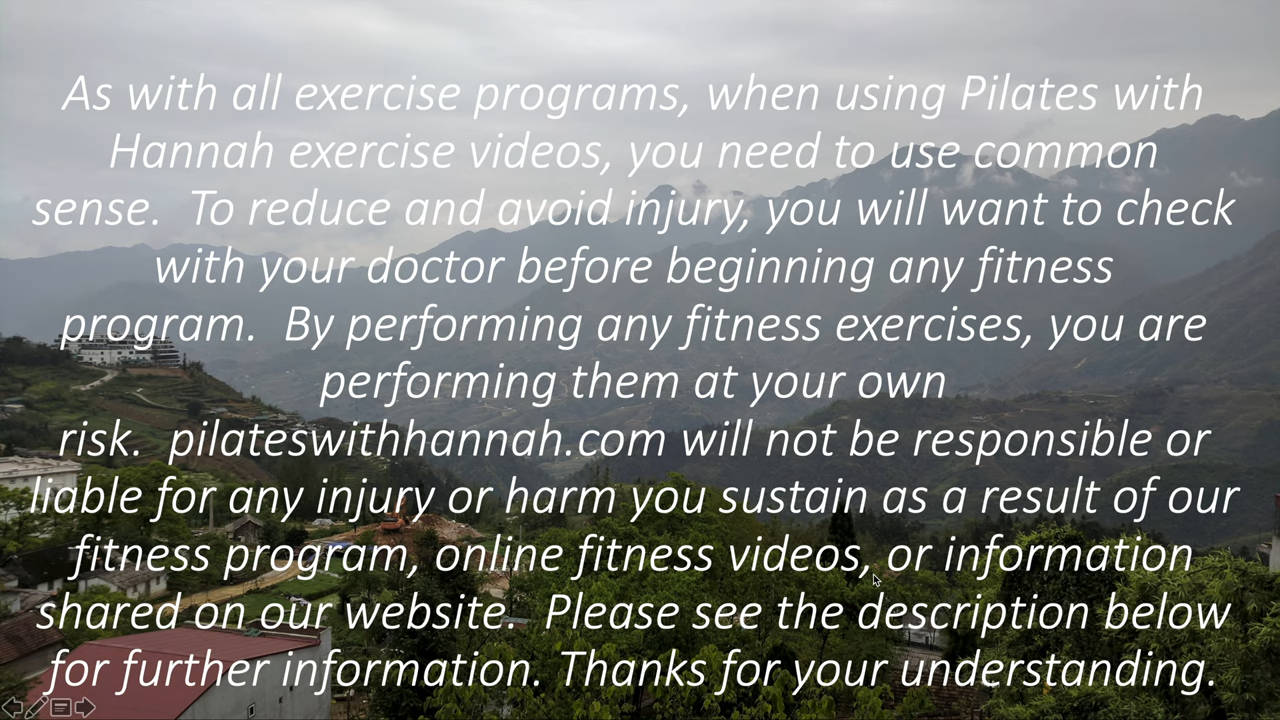 As with all exercise programs, when using Pilates with
Hannah exercise videos, you need to use common
sense.  To reduce and avoid injury, you will want to check
with your doctor before beginning any fitness
program.  By performing any fitness exercises, you are
performing them at your own
risk.  pilateswithhannah.com will not be responsible or
liable for any injury or harm you sustain as a result of our
fitness program, online fitness videos, or information
shared on our website.  Please see the description below
for further information. Thanks for your understanding.